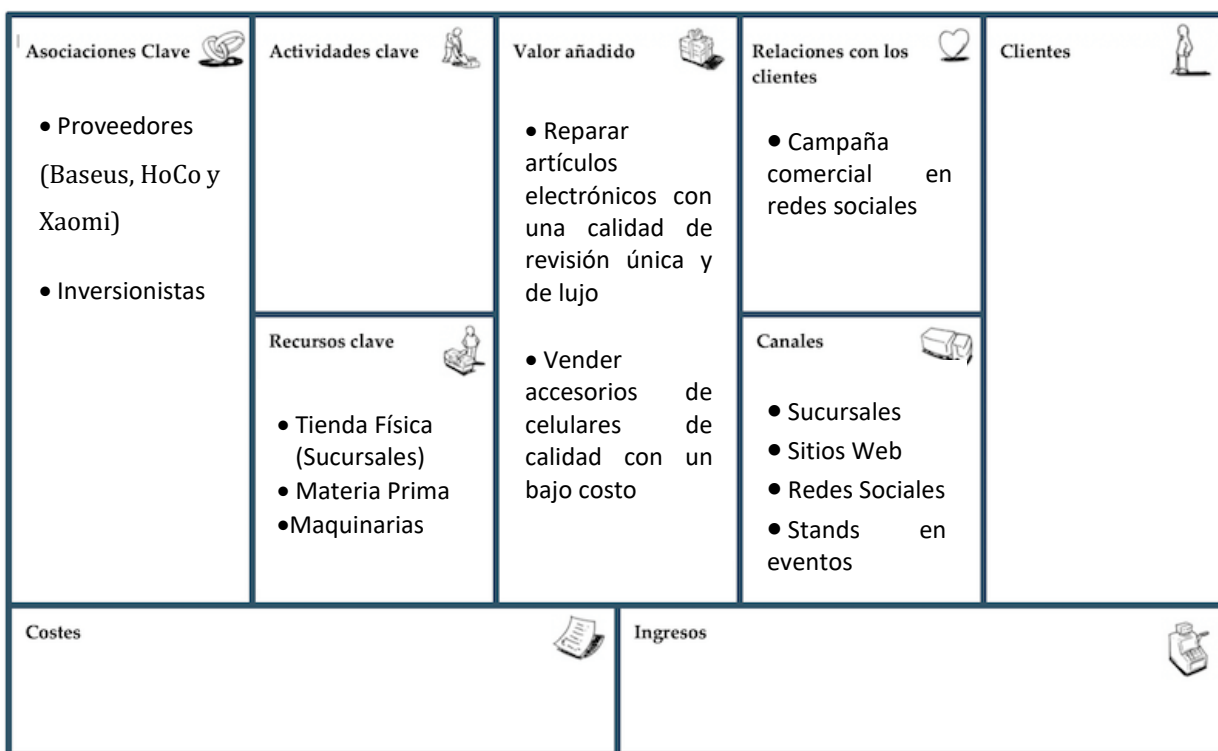 Asociaciones Clave
• Proveedores
(Baseus, HoCo y
Xaomi)
• Inversionistas
Actividades clave
Recursos clave
• Tienda Física
(Sucursales)
• Materia Prima
•Maquinarias
Valor añadido
• Reparar
artículos
electrónicos con
una calidad de
revisión única y
de lujo
• Vender
accesorios de
celulares de
calidad con un
bajo costo
Relaciones con los
clientes
• Campaña
comercial en
redes sociales
Canales
• Sucursales
• Sitios Web
• Redes Sociales
• Stands en
eventos
Clientes
Costes
Ingresos